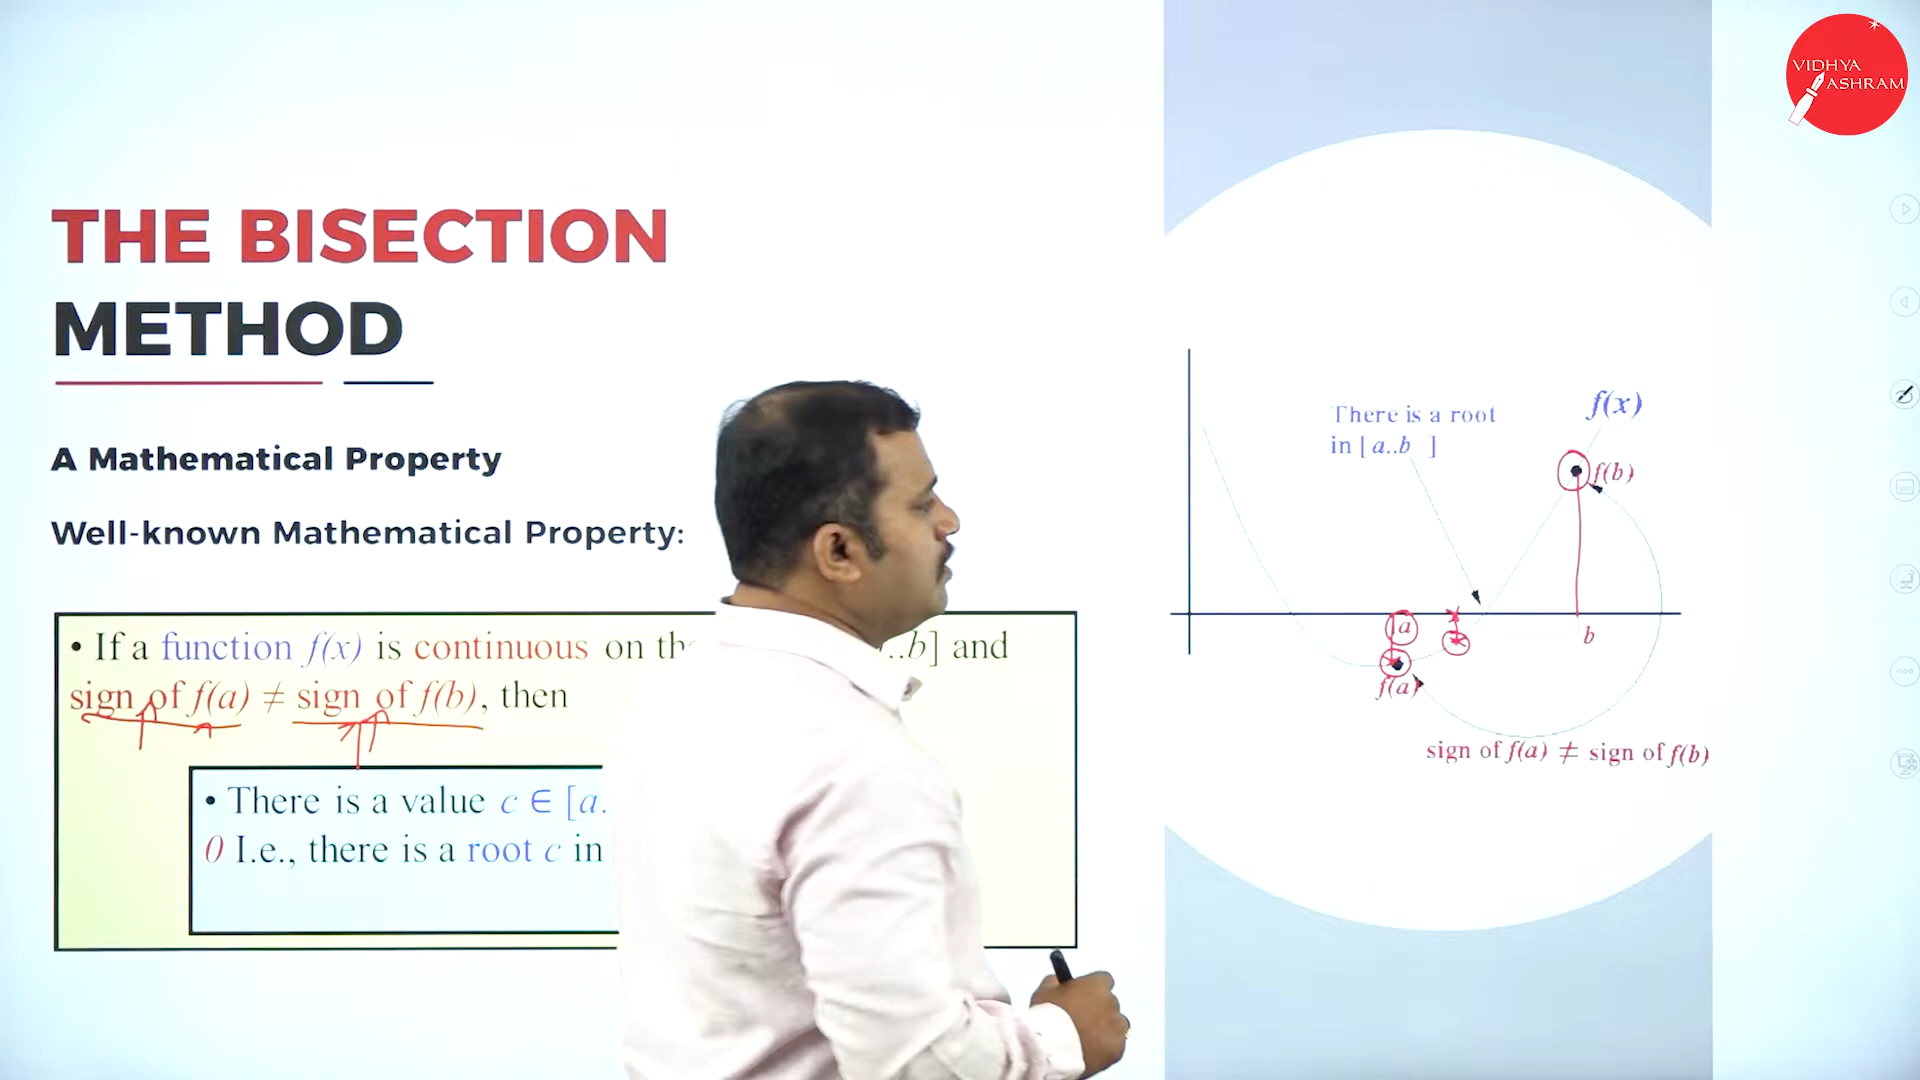 VIDHYA
ASHRAM
THE BISECTION
METHOD
A Mathematical Property
Well-known Mathematical Property:
• If a function f(x) is continuous on ..b] and
sign of f(a) ≠ sign of f(b), then
• There is a value c ∈ [a.
0 I.e., there is a root c in
There is a root
in [ a..b ]
f(x)
f(b)
a
b
f(a)
sign of f(a) ≠ sign of f(b)